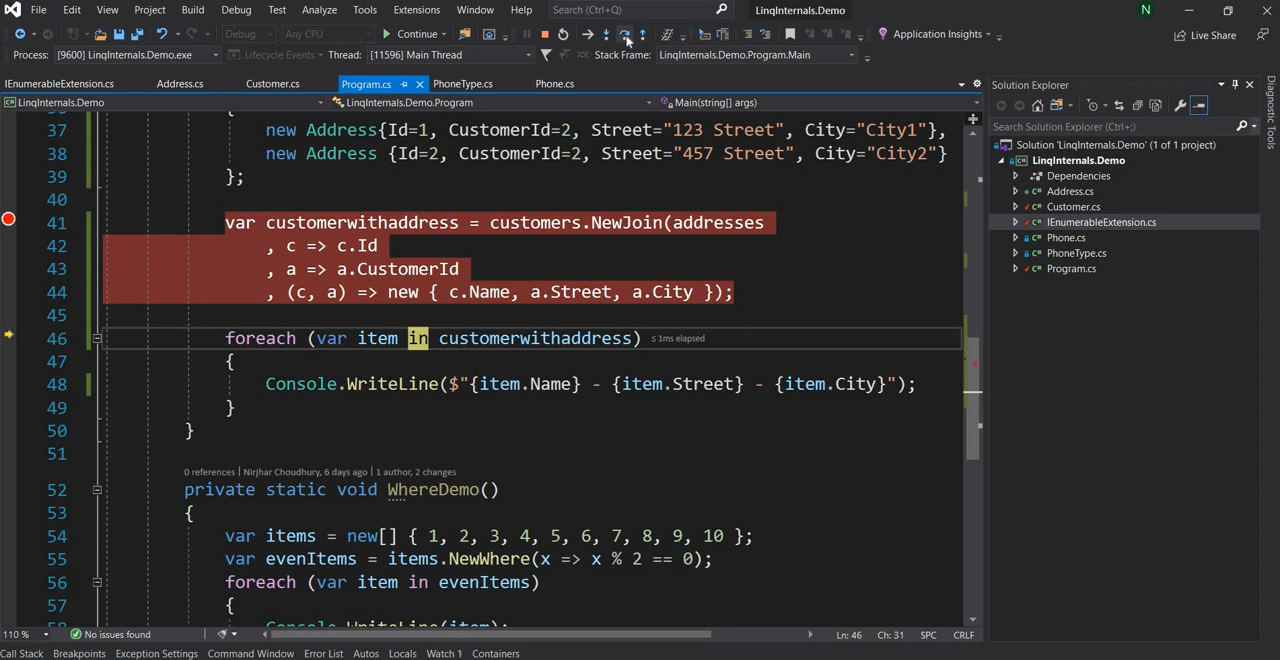 File Edit View Project Build Debug Test Analyze Tools Extensions Window Help Search (Ctrl+Q) LinqInternals.Demo N
Debug Any CPU Continue Application Insights Live Share
Process: [9600] LinqInternals.Demo.exe Lifecycle Events Thread: [11596] Main Thread Stack Frame: LinqInternals.Demo.Program.Main
IEnumerableExtension.cs Address.cs Customer.cs Program.cs PhoneType.cs Phone.cs
LinqInternals.Demo LinqInternals.Demo.Program Main(string[] args)
37 new Address{Id=1, CustomerId=2, Street="123 Street", City="City1"},
38 new Address {Id=2, CustomerId=2, Street="457 Street", City="City2"}
39 };
40
41 var customerwithaddress = customers.NewJoin(addresses
42 , c => c.Id
43 , a => a.CustomerId
44 , (c, a) => new { c.Name, a.Street, a.City });
45
46 foreach (var item in customerwithaddress) ≤ 1ms elapsed
47 {
48 Console.WriteLine($"{item.Name} - {item.Street} - {item.City}");
49 }
50 }
51
0 references | Nirjhar Choudhury, 6 days ago | 1 author, 2 changes
52 private static void WhereDemo()
53 {
54 var items = new[] { 1, 2, 3, 4, 5, 6, 7, 8, 9, 10 };
55 var evenItems = items.NewWhere(x => x % 2 == 0);
56 foreach (var item in evenItems)
57 {
58 Console.WriteLine(item);
110 % No issues found Ln: 46 Ch: 31 SPC CRLF
Call Stack Breakpoints Exception Settings Command Window Error List Autos Locals Watch 1 Containers
Solution Explorer
Search Solution Explorer (Ctrl+;)
Solution 'LinqInternals.Demo' (1 of 1 project)
LinqInternals.Demo
Dependencies
C# Address.cs
C# Customer.cs
C# IEnumerableExtension.cs
C# Phone.cs
C# PhoneType.cs
C# Program.cs
Diagnostic Tools